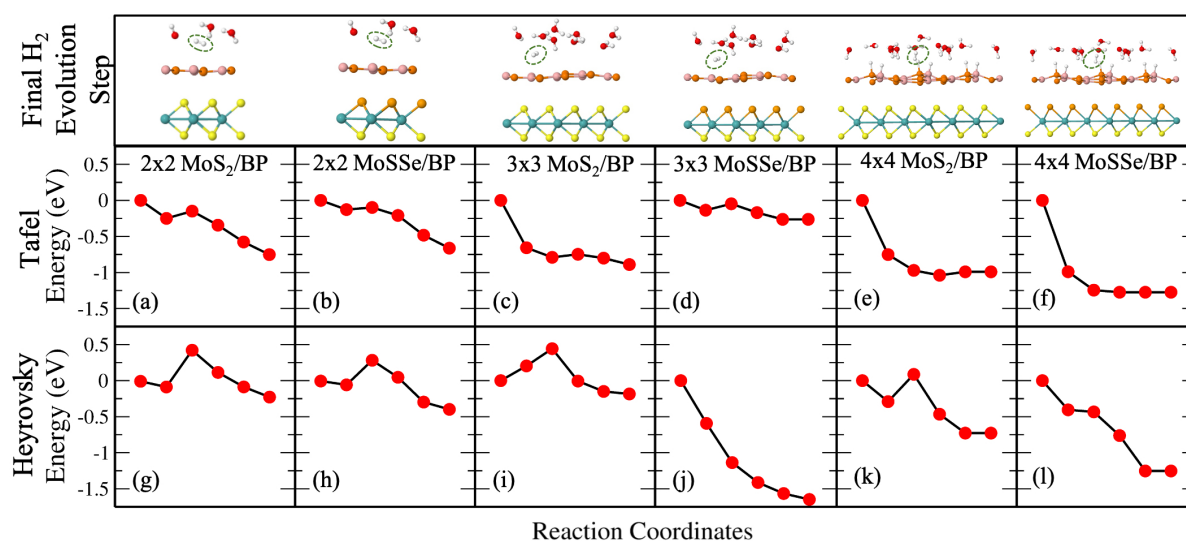 Final H2
Evolution
Step
2x2 MoS2/BP
2x2 MoSSe/BP
3x3 MoS2/BP
3x3 MoSSe/BP
4x4 MoS2/BP
4x4 MoSSe/BP
Tafel
Energy (eV)
0.5
0
-0.5
-1
-1.5
(a)
(b)
(c)
(d)
(e)
(f)
Heyrovsky
Energy (eV)
0.5
0
-0.5
-1
-1.5
(g)
(h)
(i)
(j)
(k)
(l)
Reaction Coordinates